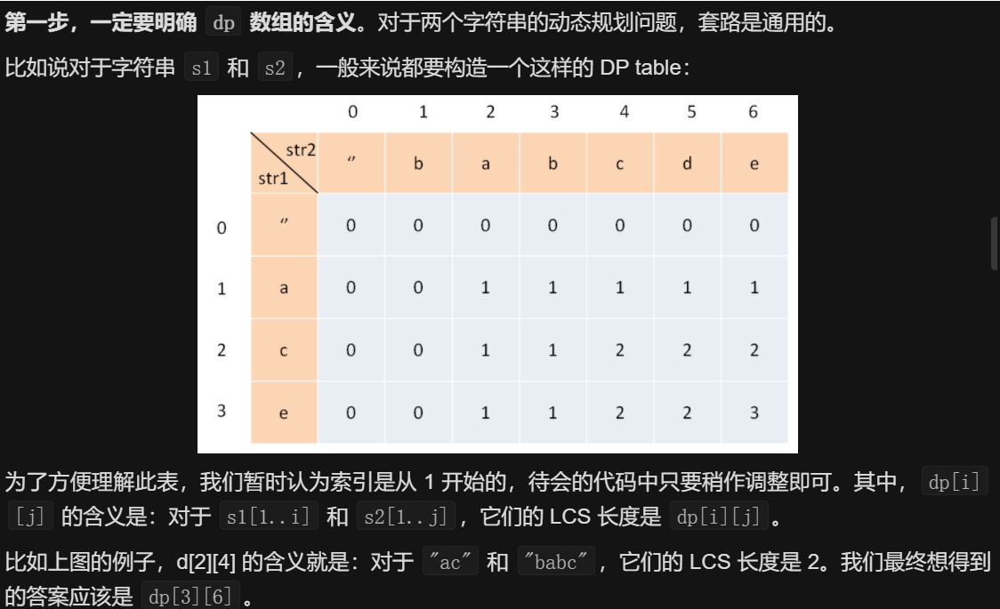 第一步，一定要明确 dp 数组的含义。对于两个字符串的动态规划问题，套路是通用的。
比如说对于字符串 s1 和 s2，一般来说都要构造一个这样的 DP table：
0 1 2 3 4 5 6
str2
str1
“” b a b c d e
0 “” 0 0 0 0 0 0 0
1 a 0 0 1 1 1 1 1
2 c 0 0 1 1 2 2 2
3 e 0 0 1 1 2 2 3
为了方便理解此表，我们暂时认为索引是从 1 开始的，待会的代码中只要稍作调整即可。其中，dp[i]
[j] 的含义是：对于 s1[1..i] 和 s2[1..j]，它们的 LCS 长度是 dp[i][j]。
比如上图的例子，d[2][4] 的含义就是：对于 "ac" 和 "babc"，它们的 LCS 长度是 2。我们最终想得到
的答案应该是 dp[3][6]。